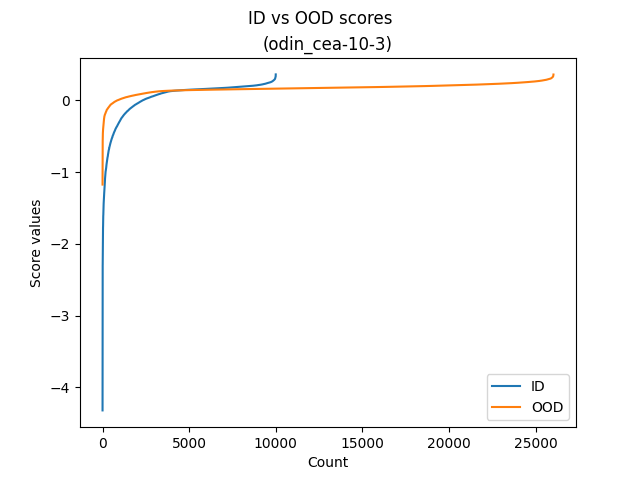 ID vs OOD scores
(odin_cea-10-3)
0
−1
−2
−3
−4
Score values
0
5000
10000
15000
20000
25000
Count
ID
OOD